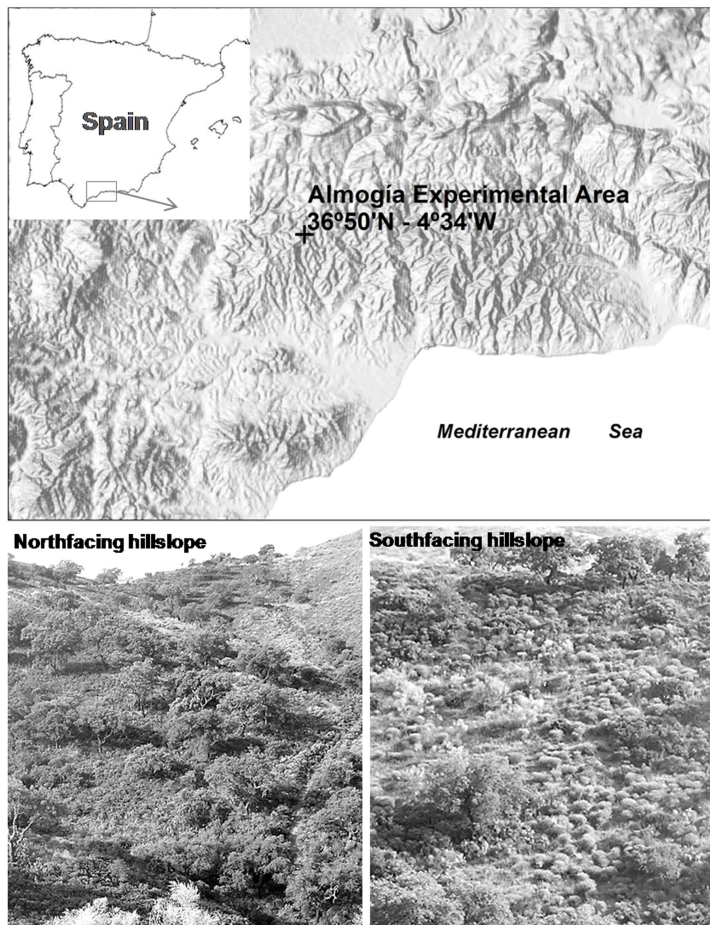 Spain
Almogía Experimental Area
36º50'N - 4º34'W
Mediterranean Sea
Northfacing hillslope
Southfacing hillslope